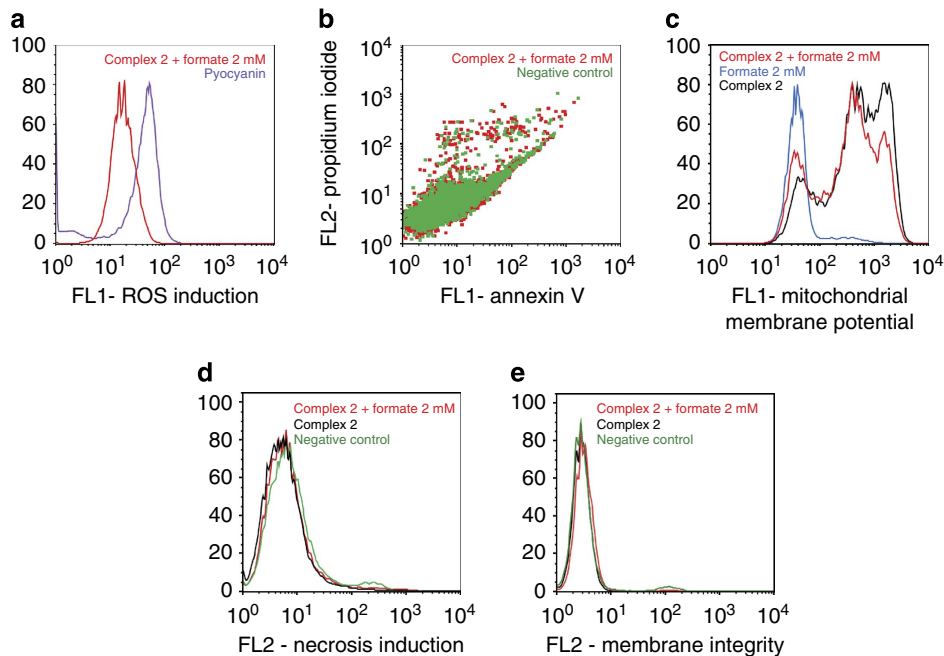 a
Complex 2 + formate 2 mM
Pyocyanin
100
80
60
40
20
0
10^0 10^1 10^2 10^3 10^4
FL1- ROS induction
b
Complex 2 + formate 2 mM
Negative control
FL2- propidium iodide
10^4
10^3
10^2
10^1
10^0
10^0 10^1 10^2 10^3 10^4
FL1- annexin V
c
Complex 2 + formate 2 mM
Formate 2 mM
Complex 2
100
80
60
40
20
0
10^0 10^1 10^2 10^3 10^4
FL1- mitochondrial
membrane potential
d
Complex 2 + formate 2 mM
Complex 2
Negative control
100
80
60
40
20
0
10^0 10^1 10^2 10^3 10^4
FL2 - necrosis induction
e
Complex 2 + formate 2 mM
Complex 2
Negative control
100
80
60
40
20
0
10^0 10^1 10^2 10^3 10^4
FL2 - membrane integrity